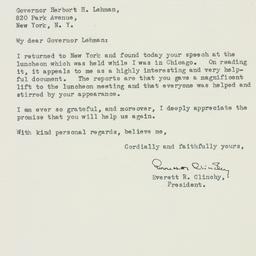 Governor Herbert H. Lehman,
820 Park Avenue,
New York, N. Y.
My dear Governor Lehman:
I returned to New York and found today your speech at the
luncheon which was held while I was in Chicago. On reading
it, it appeals to me as a highly interesting and very help-
ful document. The reports are that you gave a magnificent
lift to the luncheon meeting and that everyone was helped and
stirred by your appearance.
I am ever so grateful, and moreover, I deeply appreciate the
promise that you will help us again.
With kind personal regards, believe me,
Cordially and faithfully yours,
Everett R. Clinchy,
President.